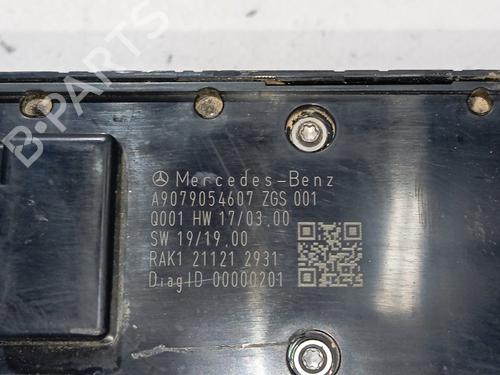 Mercedes-Benz
A9079054607 ZGS 001
Q001 HW 17/03.00
SW 19/19.00
RAK1 21121 2931
DiagID 00000201
B-PARTS